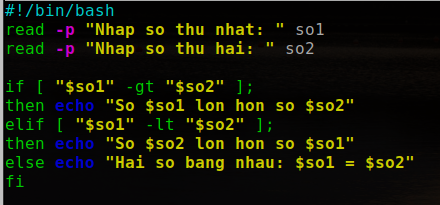 #!/bin/bash
read -p "Nhap so thu nhat: " so1
read -p "Nhap so thu hai: " so2

if [ "$so1" -gt "$so2" ];
then echo "So $so1 lon hon so $so2"
elif [ "$so1" -lt "$so2" ];
then echo "So $so2 lon hon so $so1"
else echo "Hai so bang nhau: $so1 = $so2"
fi